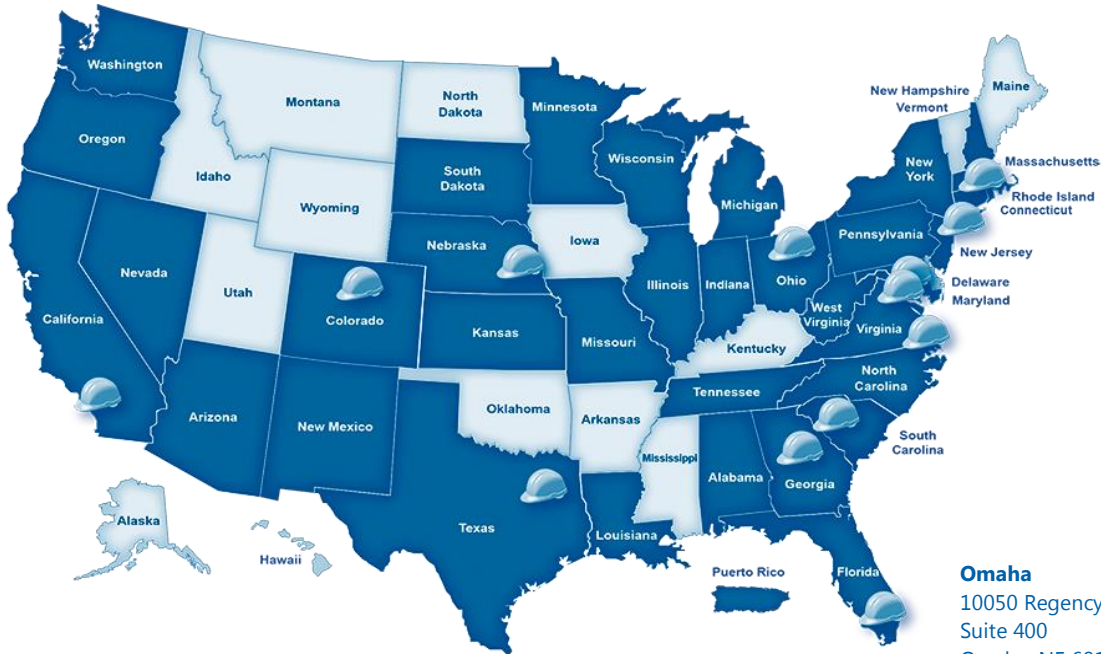 Washington
Oregon
California
Nevada
Idaho
Montana
Wyoming
Utah
Arizona
Colorado
New Mexico
North
Dakota
South
Dakota
Nebraska
Kansas
Oklahoma
Texas
Minnesota
Iowa
Missouri
Arkansas
Louisiana
Wisconsin
Illinois
Michigan
Indiana
Ohio
Kentucky
Tennessee
Mississippi
Alabama
Georgia
Florida
South
Carolina
North
Carolina
Virginia
West
Virginia
Pennsylvania
New
York
New Hampshire
Vermont
Maine
Massachusetts
Rhode Island
Connecticut
New Jersey
Delaware
Maryland
Alaska
Hawaii
Puerto Rico
Omaha
10050 Regency
Suite 400